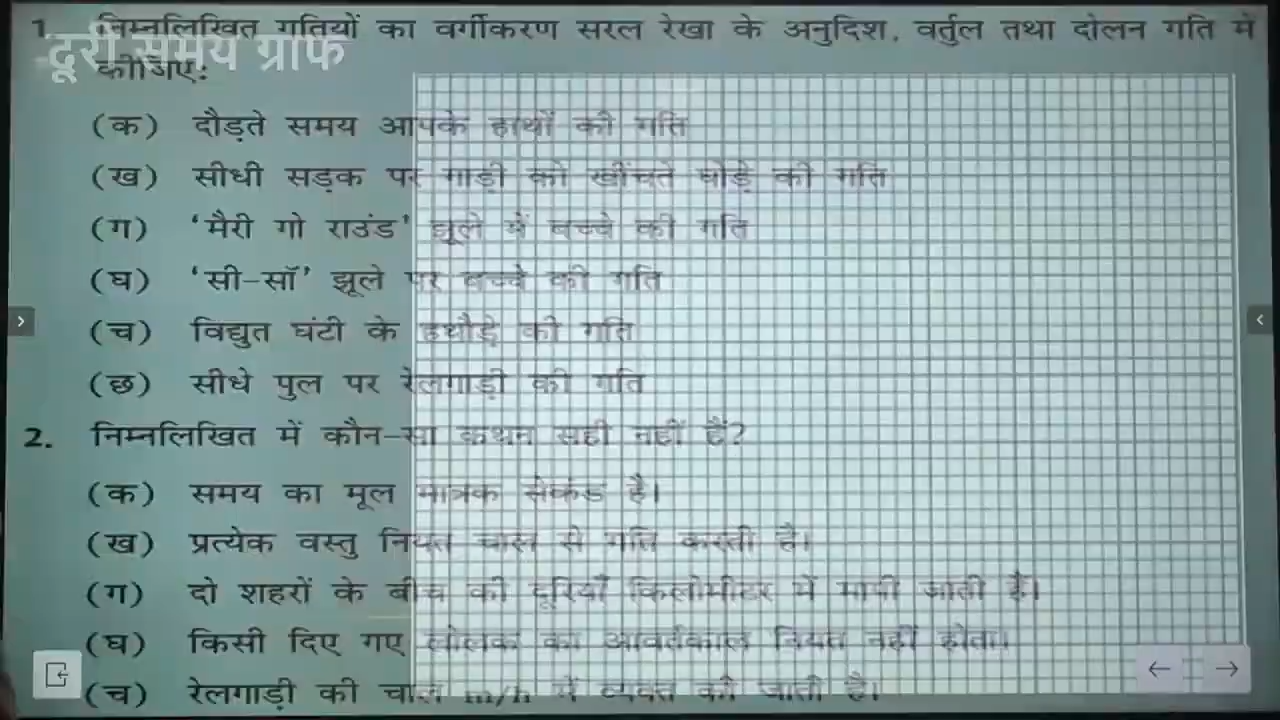 दूरी समय ग्राफ
1. निम्नलिखित गतियों का वर्गीकरण सरल रेखा के अनुदिश, वर्तुल तथा दोलन गति में
कीजिए:
(क) दौड़ते समय आपके हाथों की गति
(ख) सीधी सड़क पर गाड़ी को खींचते घोड़े की गति
(ग) ‘मैरी गो राउंड’ झूले में बच्चे की गति
(घ) ‘सी-सॉ’ झूले पर बच्चे की गति
(च) विद्युत घंटी के हथौड़े की गति
(छ) सीधे पुल पर रेलगाड़ी की गति
2. निम्नलिखित में कौन-सा कथन सही नहीं हैं?
(क) समय का मूल मात्रक सेकंड है।
(ख) प्रत्येक वस्तु नियत चाल से गति करती है।
(ग) दो शहरों के बीच की दूरियाँ किलोमीटर में मापी जाती हैं।
(घ) किसी दिए गए लोलक का आवर्तकाल नियत नहीं होता।
(च) रेलगाड़ी की चाल m/h में व्यक्त की जाती है।